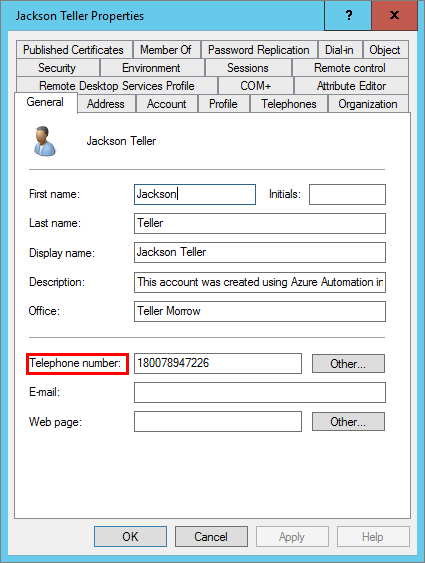 Jackson Teller Properties
? x
Published Certificates Member Of Password Replication Dial-in Object
Security Environment Sessions Remote control
Remote Desktop Services Profile COM+ Attribute Editor
General Address Account Profile Telephones Organization
Jackson Teller
First name: Jackson Initials:
Last name: Teller
Display name: Jackson Teller
Description: This account was created using Azure Automation in
Office: Teller Morrow
Telephone number: 180078947226 Other...
E-mail:
Web page: Other...
OK Cancel Apply Help